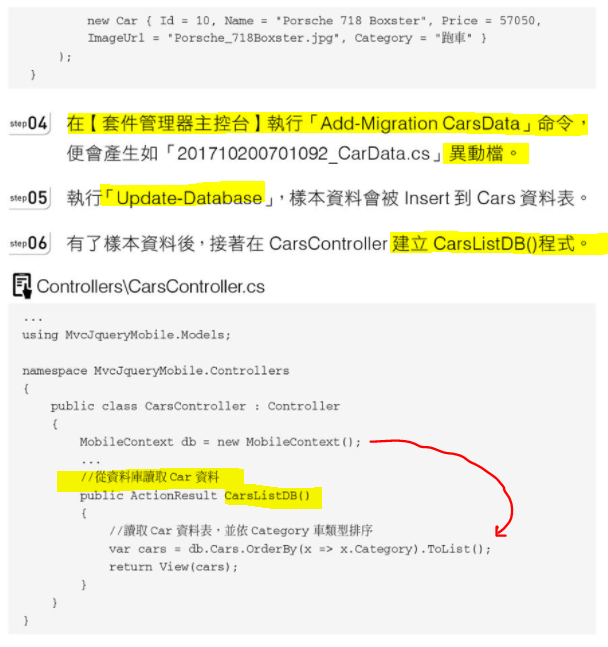 new Car { Id = 10, Name = "Porsche 718 Boxster", Price = 57050,
ImageUrl = "Porsche_718Boxster.jpg", Category = "跑車" }
);
}
step04 在【套件管理器主控台】執行「Add-Migration CarsData」命令，
便會產生如「201710200701092_CarData.cs」異動檔。
step05 執行「Update-Database」，樣本資料會被 Insert 到 Cars 資料表。
step06 有了樣本資料後，接著在 CarsController 建立 CarsListDB()程式。
Controllers\CarsController.cs
...
using MvcJqueryMobile.Models;
namespace MvcJqueryMobile.Controllers
{
public class CarsController : Controller
{
MobileContext db = new MobileContext();
...
//從資料庫讀取 Car 資料
public ActionResult CarsListDB()
{
//讀取 Car 資料表，並依 Category 車類型排序
var cars = db.Cars.OrderBy(x => x.Category).ToList();
return View(cars);
}
}
}